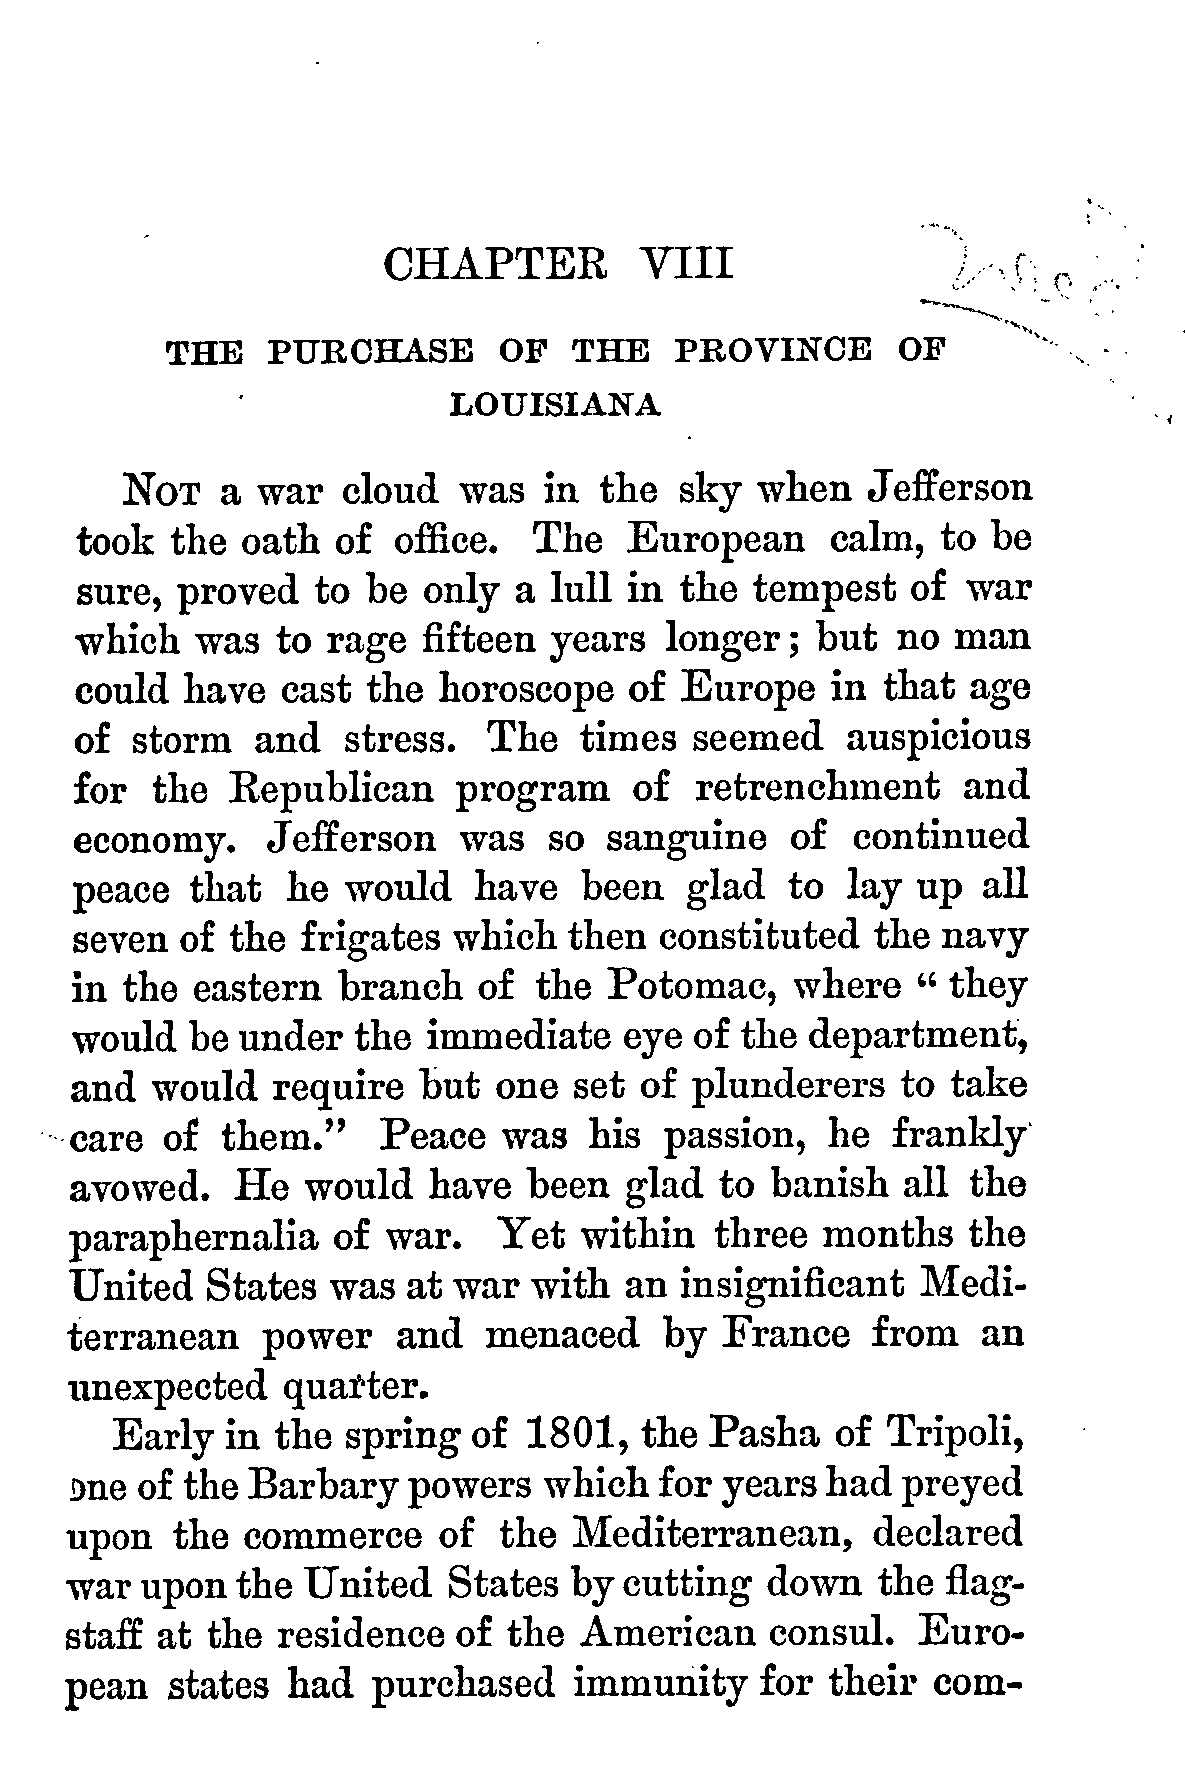 CHAPTER VIII
THE PURCHASE OF THE PROVINCE OF
LOUISIANA
NOT a war cloud was in the sky when Jefferson
took the oath of office. The European calm, to be
sure, proved to be only a lull in the tempest of war
which was to rage fifteen years longer; but no man
could have cast the horoscope of Europe in that age
of storm and stress. The times seemed auspicious
for the Republican program of retrenchment and
economy. Jefferson was so sanguine of continued
peace that he would have been glad to lay up all
seven of the frigates which then constituted the navy
in the eastern branch of the Potomac, where “ they
would be under the immediate eye of the department,
and would require but one set of plunderers to take
care of them.” Peace was his passion, he frankly
avowed. He would have been glad to banish all the
paraphernalia of war. Yet within three months the
United States was at war with an insignificant Medi-
terranean power and menaced by France from an
unexpected quarter.
Early in the spring of 1801, the Pasha of Tripoli,
one of the Barbary powers which for years had preyed
upon the commerce of the Mediterranean, declared
war upon the United States by cutting down the flag-
staff at the residence of the American consul. Euro-
pean states had purchased immunity for their com-